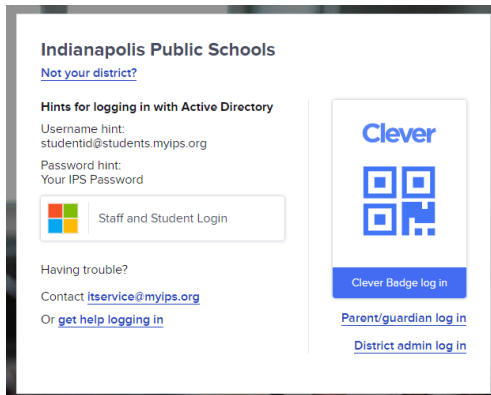 Indianapolis Public Schools
Not your district?
Hints for logging in with Active Directory
Username hint:
studentid@students.myips.org
Password hint:
Your IPS Password
Staff and Student Login
Having trouble?
Contact itservice@myips.org
Or get help logging in
Clever
Clever Badge log in
Parent/guardian log in
District admin log in